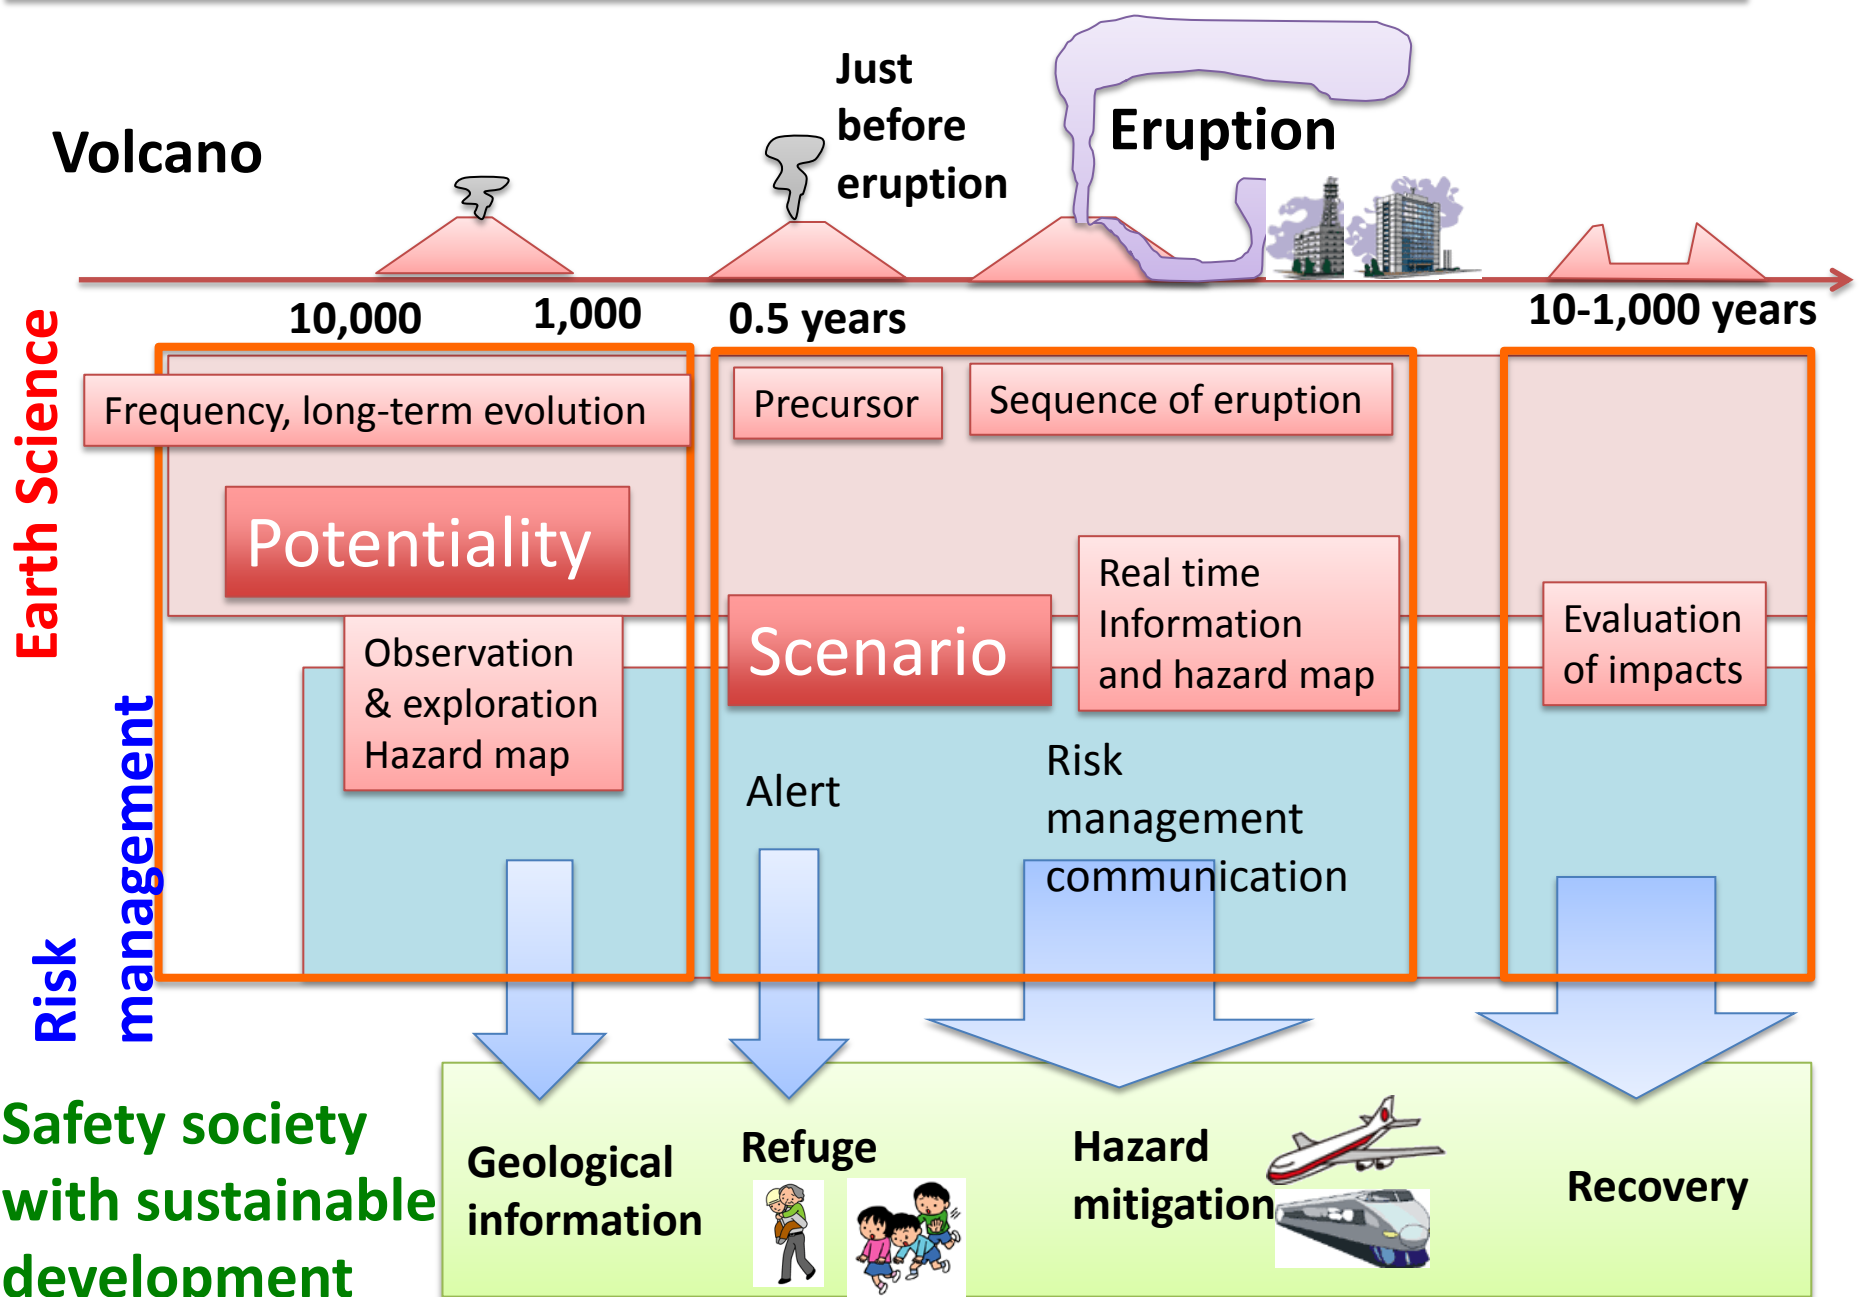 Volcano
Just
before
eruption
Eruption
10,000
1,000
0.5 years
10-1,000 years
Earth Science
Frequency, long-term evolution
Precursor
Sequence of eruption
Potentiality
Scenario
Real time
Information
and hazard map
Evaluation
of impacts
Observation
& exploration
Hazard map
Risk
management
Alert
Risk
management
communication
Safety society
with sustainable
development
Geological
information
Refuge
Hazard
mitigation
Recovery